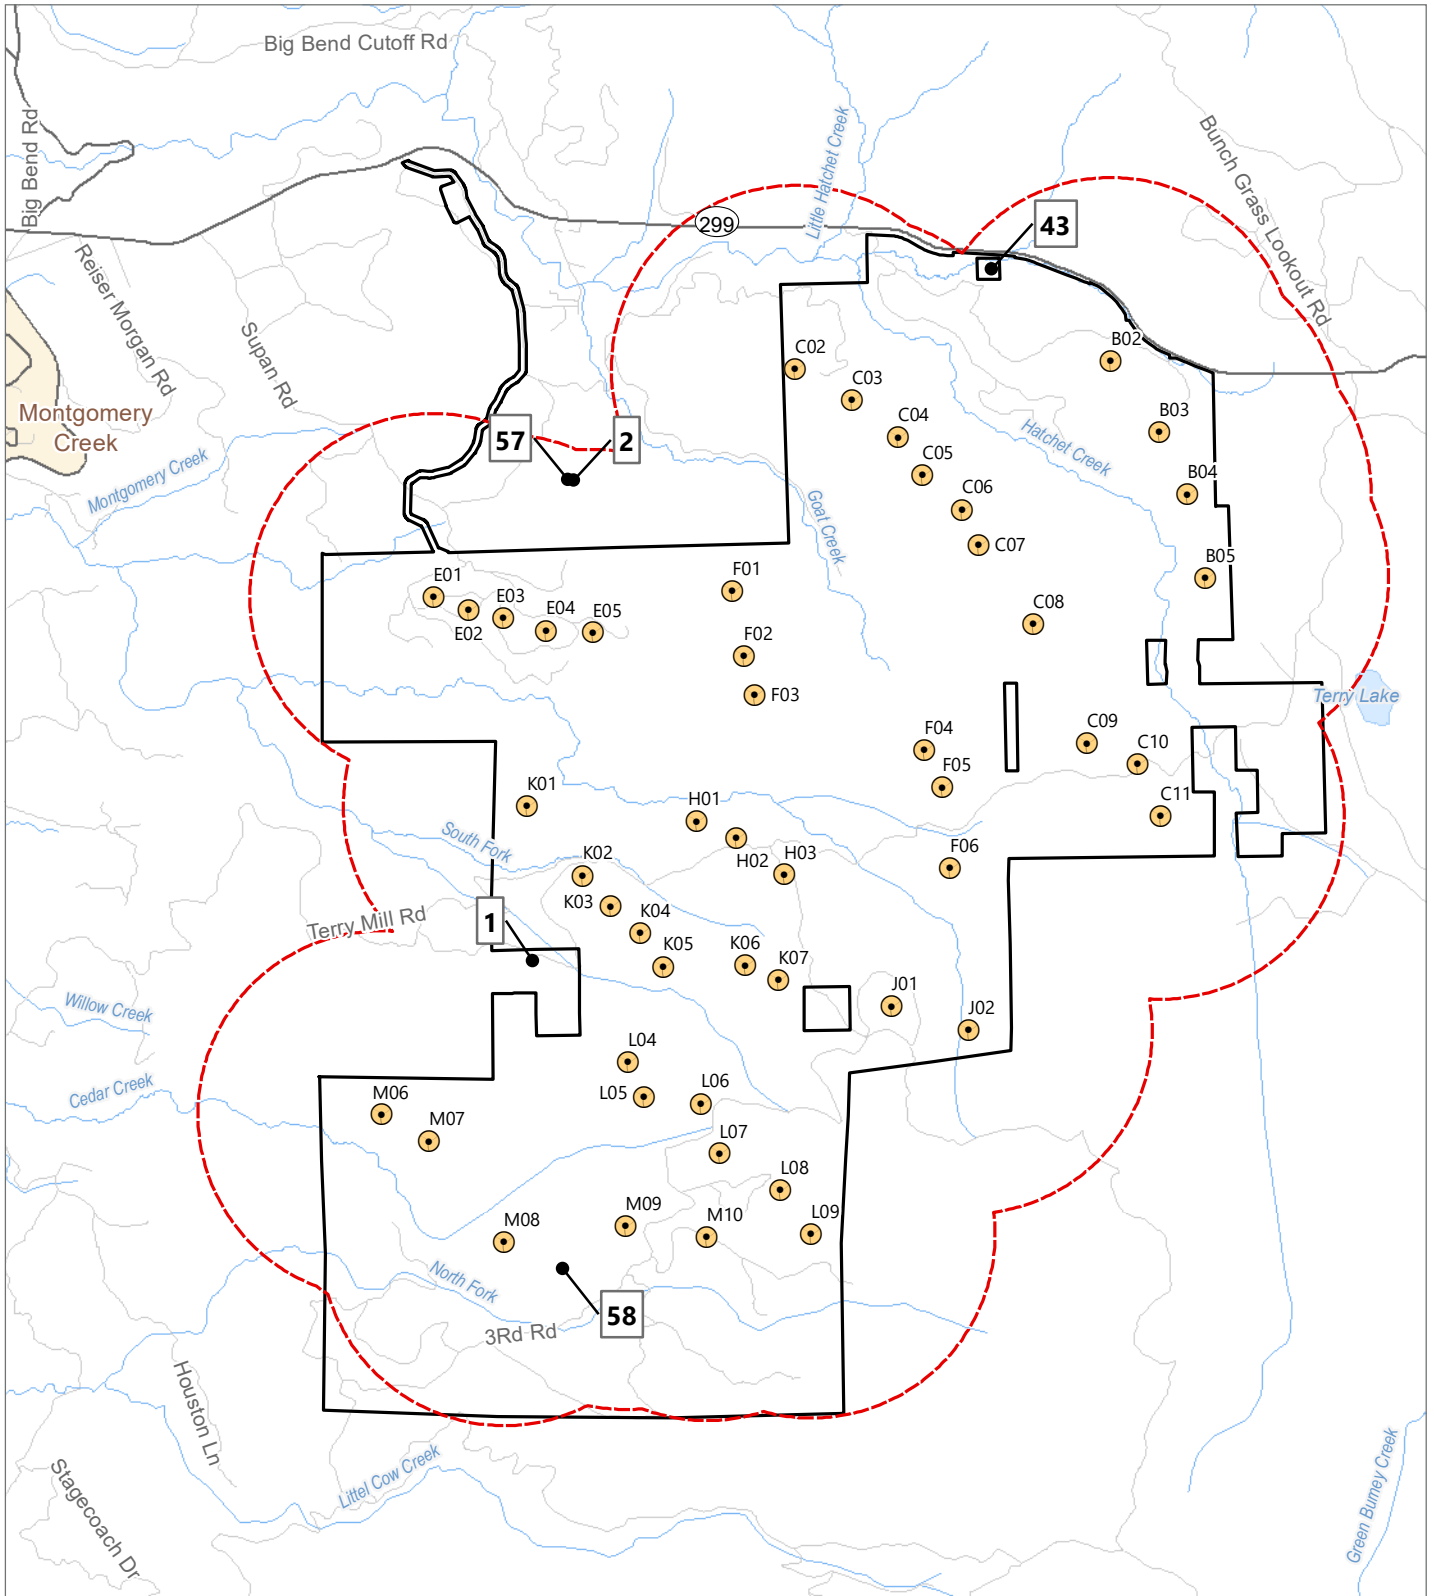 Big Bend Cutoff Rd
Big Bend Rd
Little Hatchet Creek
Bunch Grass Lookout Rd
299
43
Reiser Morgan Rd
Supan Rd
Montgomery
Creek
Montgomery Creek
57
2
C02
C03
C04
C05
C06
C07
C08
B02
B03
B04
B05
Hatchet Creek
Goat Creek
E01
E02
E03
E04
E05
F01
F02
F03
Terry Lake
F04
F05
F06
C09
C10
C11
K01
H01
H02
H03
South Fork
K02
K03
K04
K05
K06
K07
1
Terry Mill Rd
J01
J02
Willow Creek
Cedar Creek
L04
L05
L06
L07
L08
L09
M06
M07
M08
M09
M10
North Fork
58
3Rd Rd
Houston Ln
Stagecoach Dr
Littel Cow Creek
Green Burney Creek